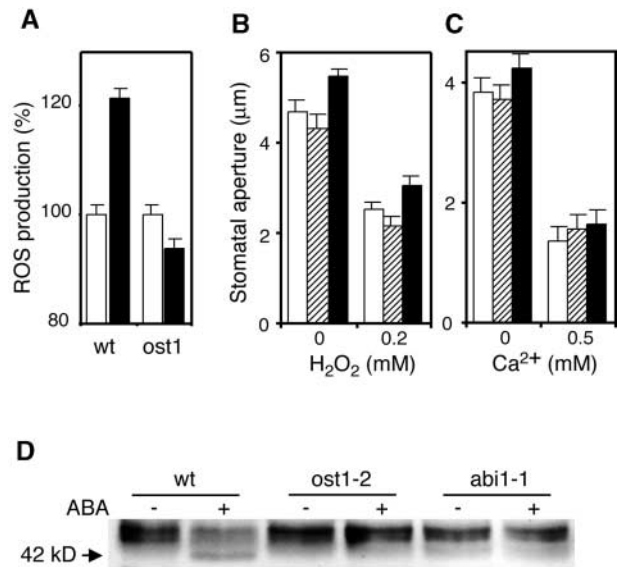 A
ROS production (%)
120
100
80
wt ost1
B
Stomatal aperture (μm)
6
4
2
0
0 0.2
H₂O₂ (mM)
C
4
2
0
0 0.5
Ca²⁺ (mM)
D
wt ost1-2 abi1-1
ABA - + - + - +
42 kD